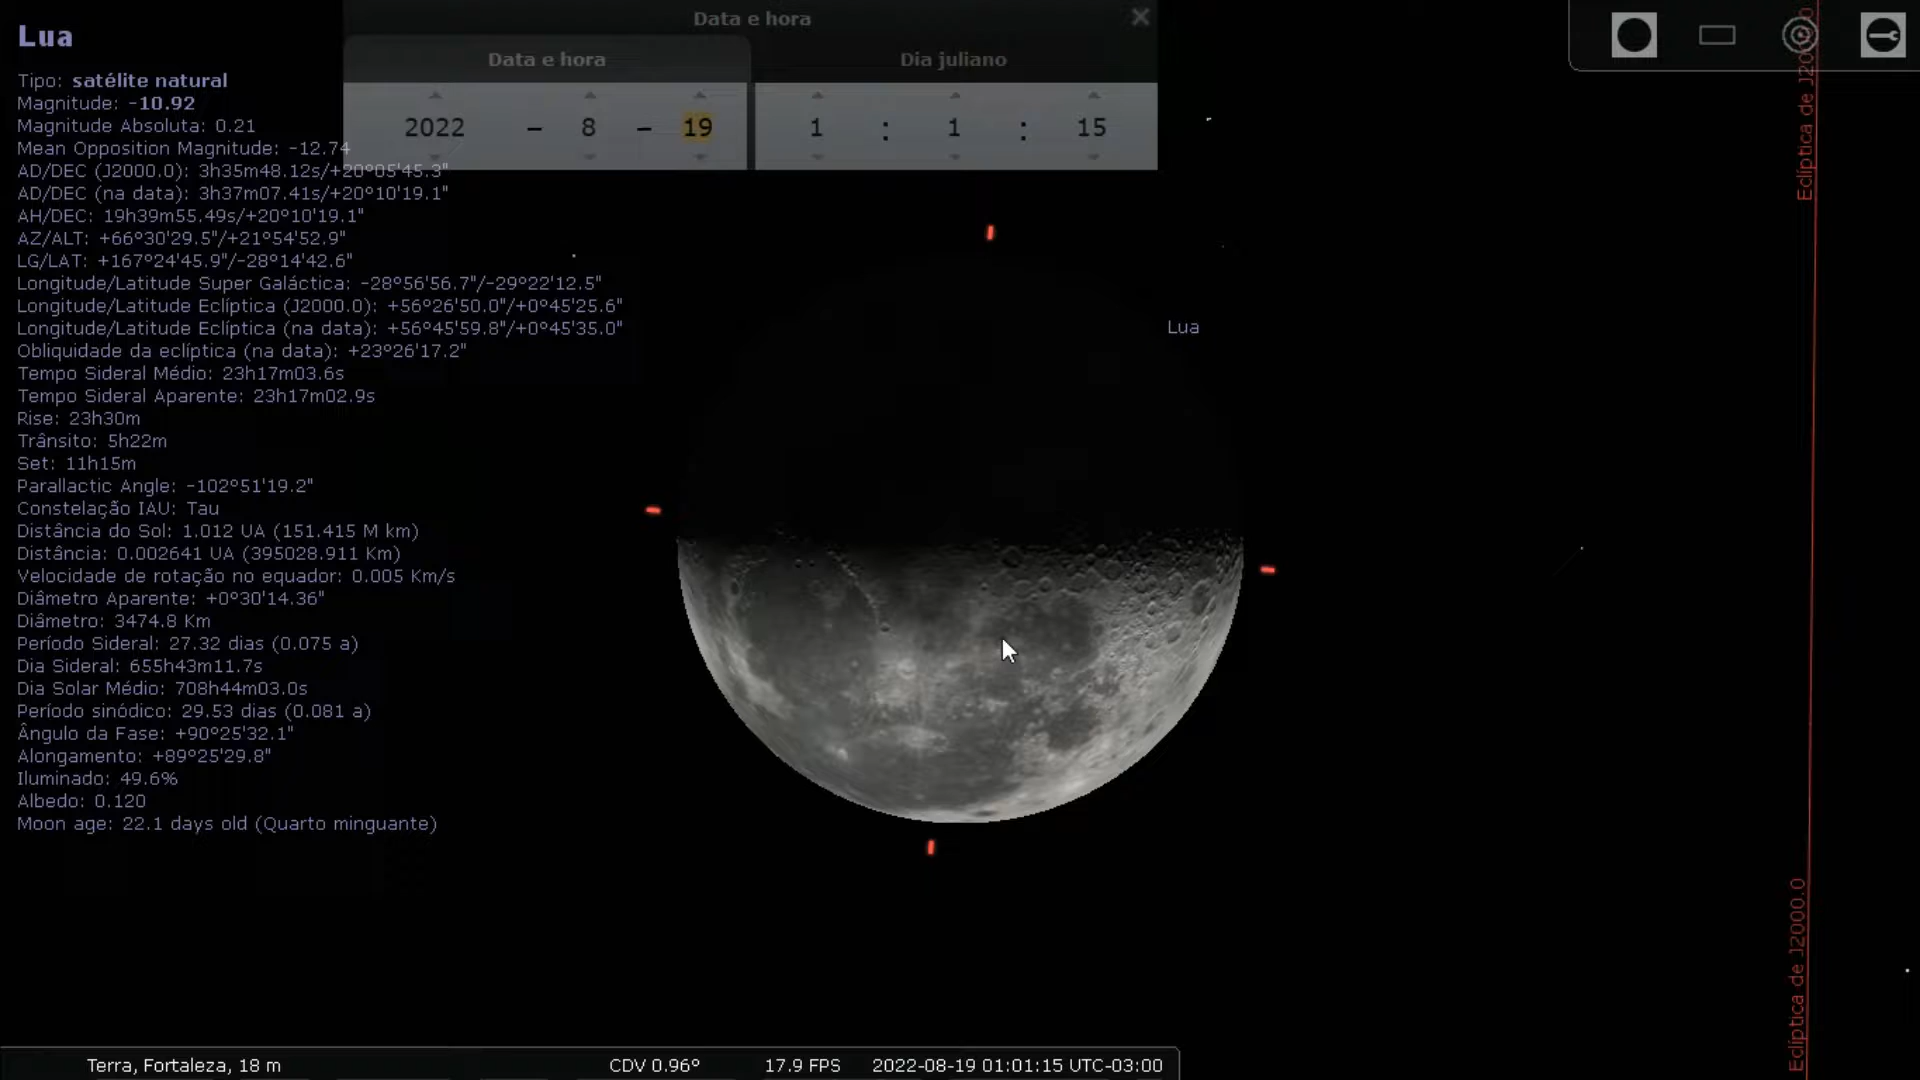 Lua
Tipo: satélite natural
Magnitude: -10.92
Magnitude Absoluta: 0.21
Mean Opposition Magnitude: -12.74
AD/DEC (J2000.0): 3h35m48.12s/+20°05'45.3"
AD/DEC (na data): 3h37m07.41s/+20°10'19.1"
AH/DEC: 19h39m55.49s/+20°10'19.1"
AZ/ALT: +66°30'29.5"/+21°54'52.9"
LG/LAT: +167°24'45.9"/-28°14'42.6"
Longitude/Latitude Super Galáctica: -28°56'56.7"/-29°22'12.5"
Longitude/Latitude Eclíptica (J2000.0): +56°26'50.0"/+0°45'25.6"
Longitude/Latitude Eclíptica (na data): +56°45'59.8"/+0°45'35.0"
Obliquidade da eclíptica (na data): +23°26'17.2"
Tempo Sideral Médio: 23h17m03.6s
Tempo Sideral Aparente: 23h17m02.9s
Rise: 23h30m
Trânsito: 5h22m
Set: 11h15m
Parallactic Angle: -102°51'19.2"
Constelação IAU: Tau
Distância do Sol: 1.012 UA (151.415 M km)
Distância: 0.002641 UA (395028.911 Km)
Velocidade de rotação no equador: 0.005 Km/s
Diâmetro Aparente: +0°30'14.36"
Diâmetro: 3474.8 Km
Período Sideral: 27.32 dias (0.075 a)
Dia Sideral: 655h43m11.7s
Dia Solar Médio: 708h44m03.0s
Período sinódico: 29.53 dias (0.081 a)
Ângulo da Fase: +90°25'32.1"
Alongamento: +89°25'29.8"
Iluminado: 49.6%
Albedo: 0.120
Moon age: 22.1 days old (Quarto minguante)
Data e hora
Data e hora
Dia juliano
2022 - 8 - 19
1 : 1 : 15
Lua
Eclíptica de J2000.0
Eclíptica de J2000.0
Terra, Fortaleza, 18 m
CDV 0.96°
17.9 FPS
2022-08-19 01:01:15 UTC-03:00